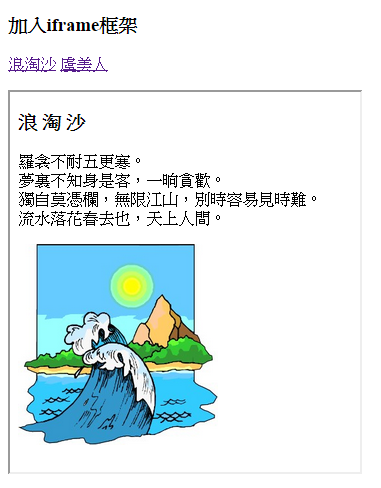 加入iframe框架
浪淘沙 虞美人
浪 淘 沙
羅衾不耐五更寒。
夢裏不知身是客，一晌貪歡。
獨自莫憑欄，無限江山，別時容易見時難。
流水落花春去也，天上人間。